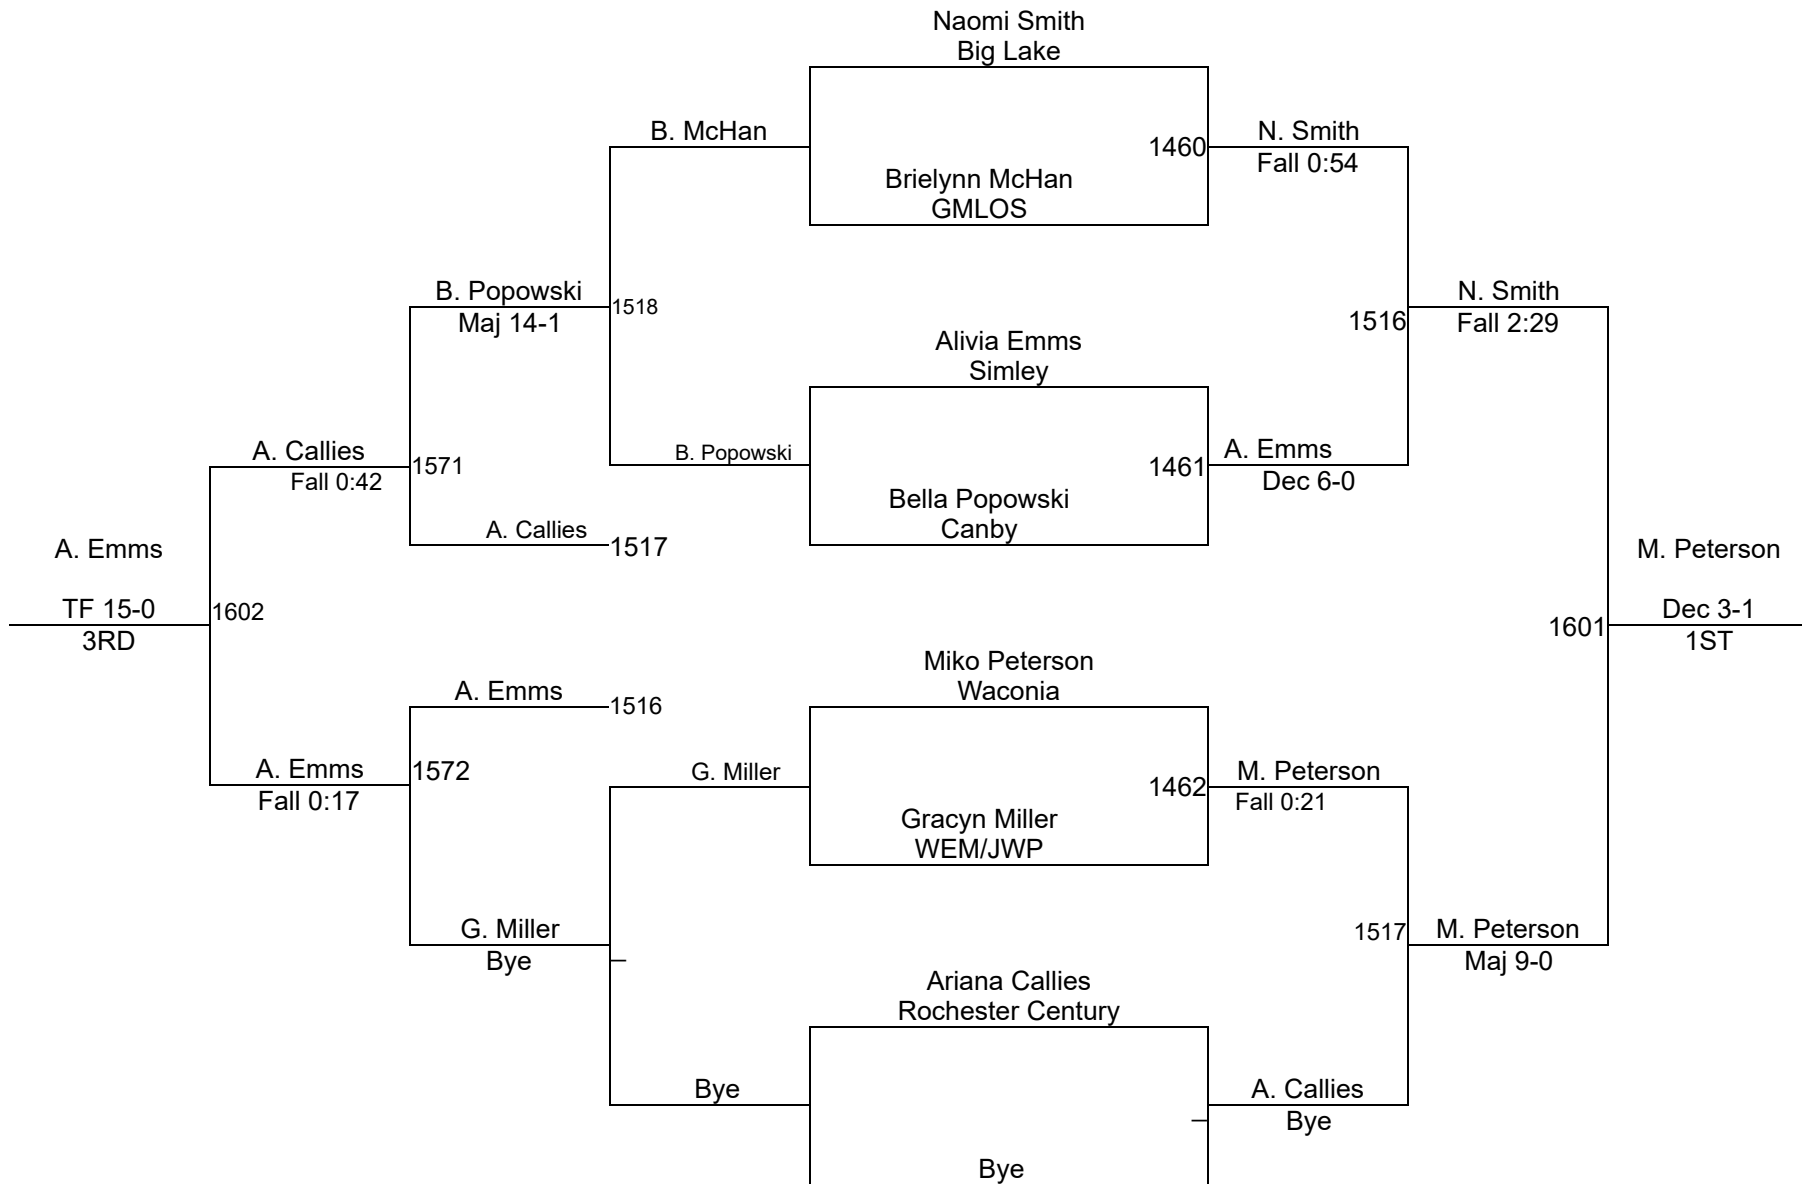 Naomi Smith
Big Lake
B. McHan
1460
N. Smith
Fall 0:54
Brielynn McHan
GMLOS
B. Popowski
Maj 14-1
1518
N. Smith
Fall 2:29
1516
Alivia Emms
Simley
A. Callies
Fall 0:42
1571
B. Popowski
1461
A. Emms
Dec 6-0
Bella Popowski
Canby
A. Callies
1517
A. Emms
TF 15-0
3RD
1602
M. Peterson
Dec 3-1
1ST
1601
Miko Peterson
Waconia
A. Emms
1516
A. Emms
Fall 0:17
1572
G. Miller
1462
M. Peterson
Fall 0:21
Gracyn Miller
WEM/JWP
G. Miller
Bye
1517
M. Peterson
Maj 9-0
Ariana Callies
Rochester Century
Bye
A. Callies
Bye
Bye